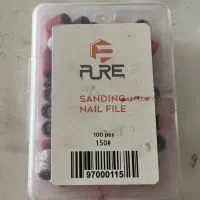 PURE
SANDING
NAIL FILE
100 pcs
150#
97000115